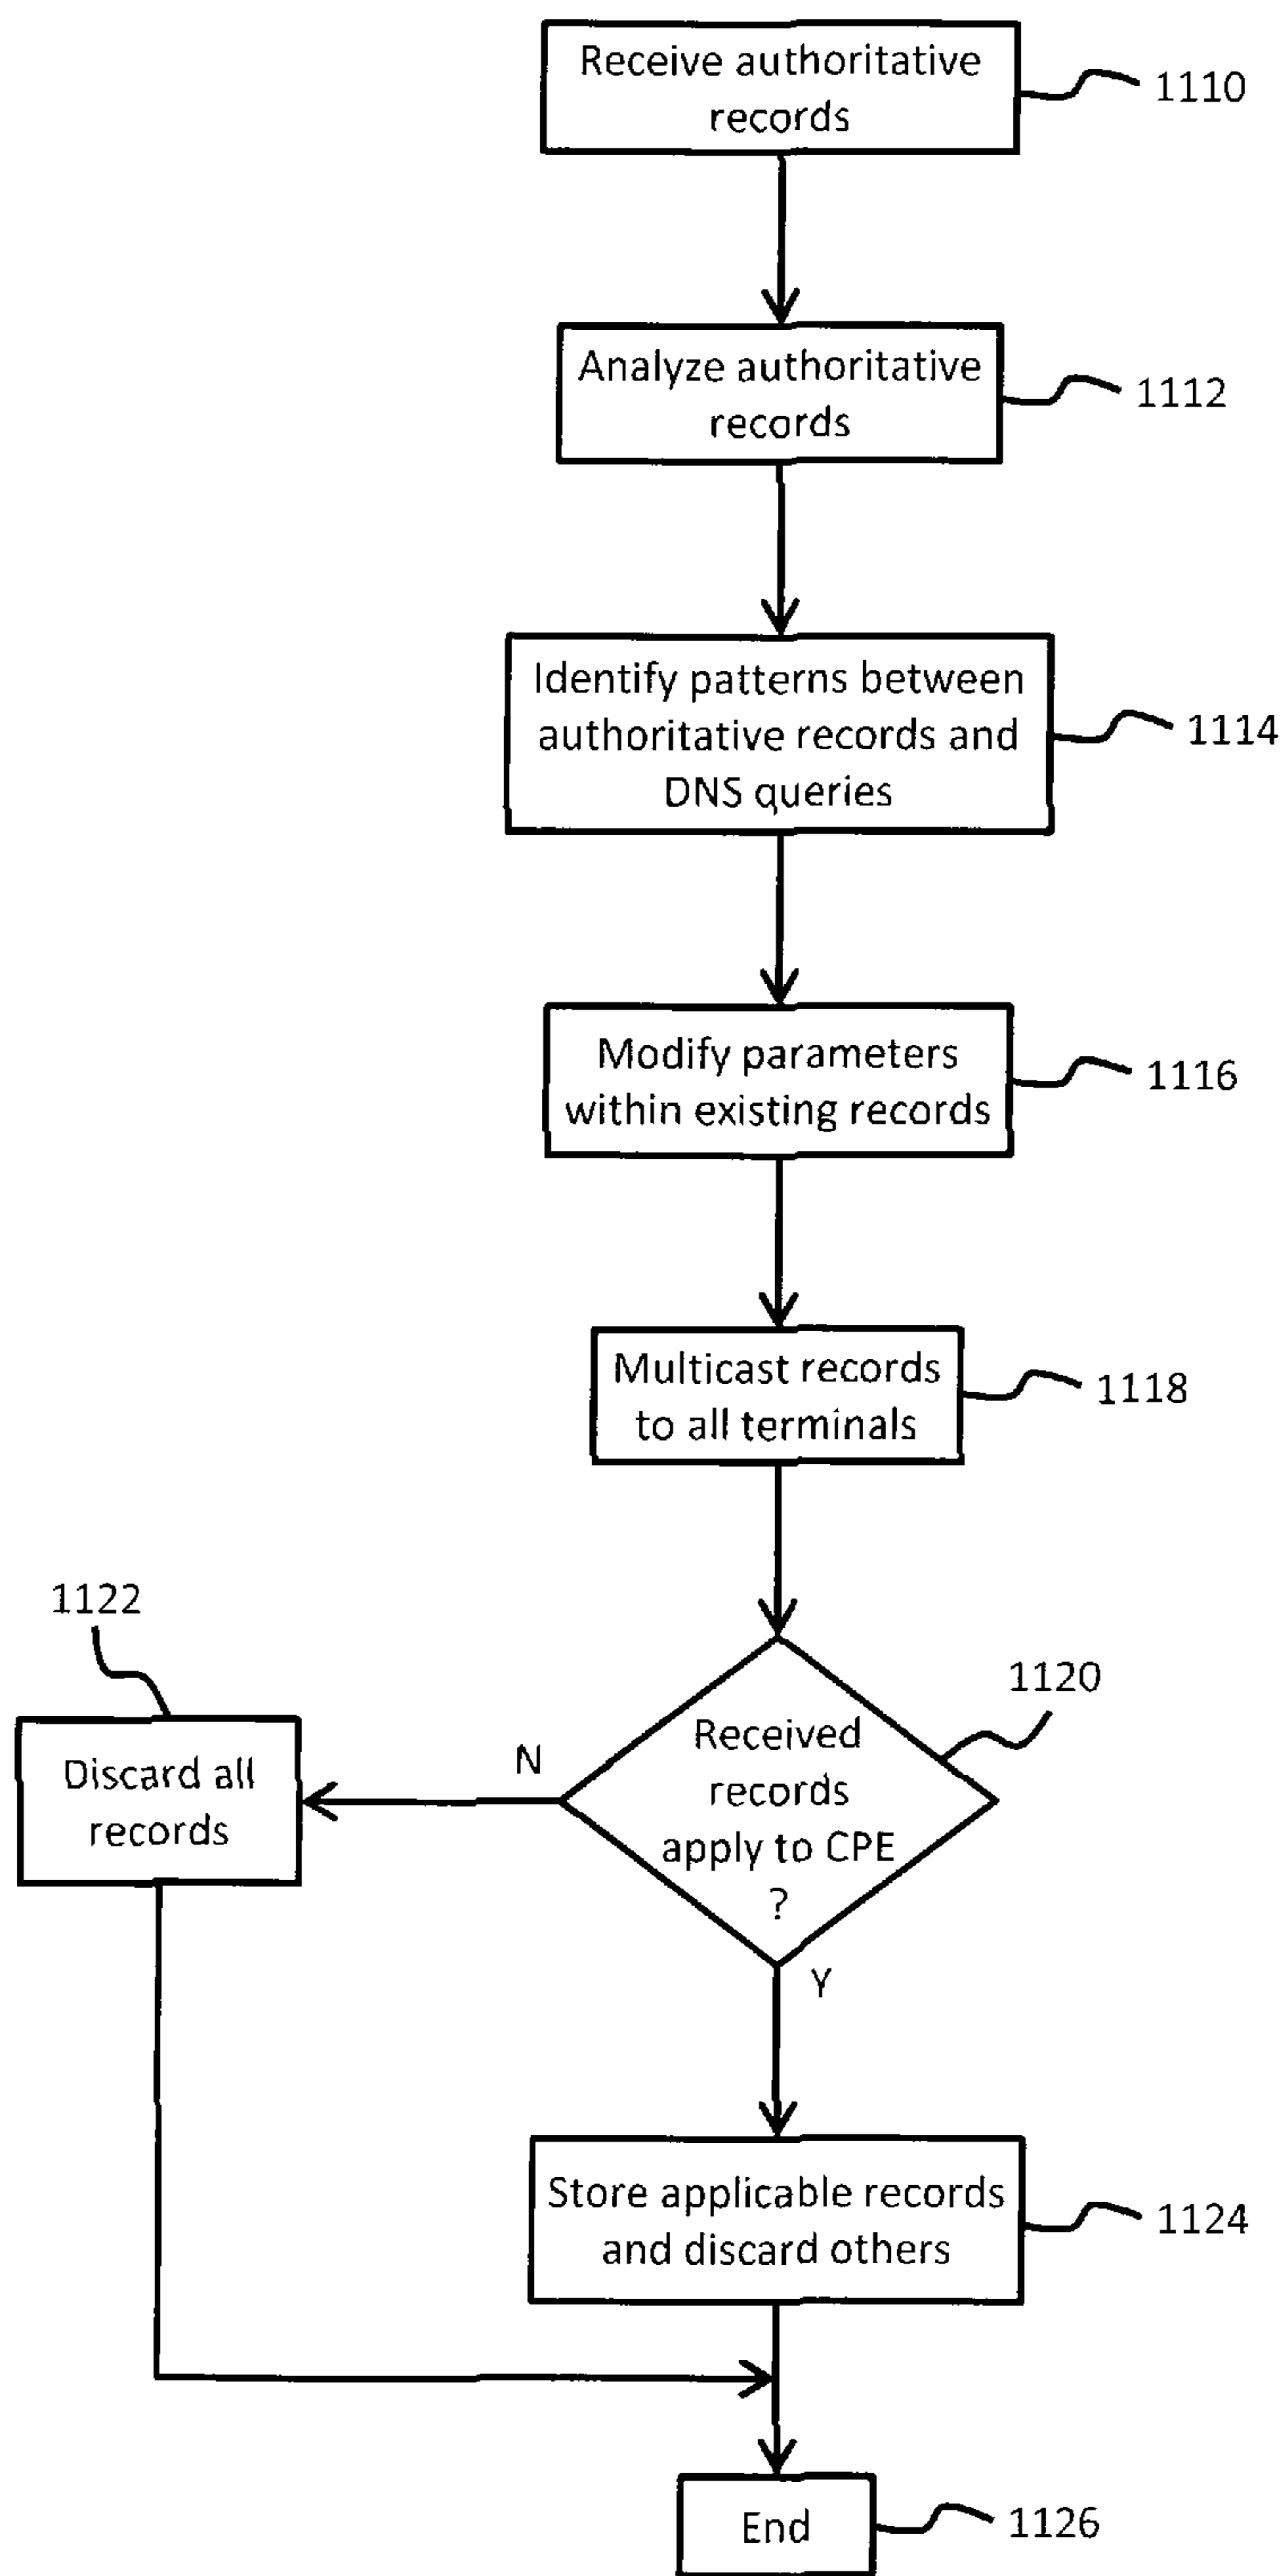 Receive authoritative
records
1110
Analyze authoritative
records
1112
Identify patterns between
authoritative records and
DNS queries
1114
Modify parameters
within existing records
1116
Multicast records
to all terminals
1118
1122
Discard all
records
N
1120
Received
records
apply to CPE
?
Y
Store applicable records
and discard others
1124
End
1126